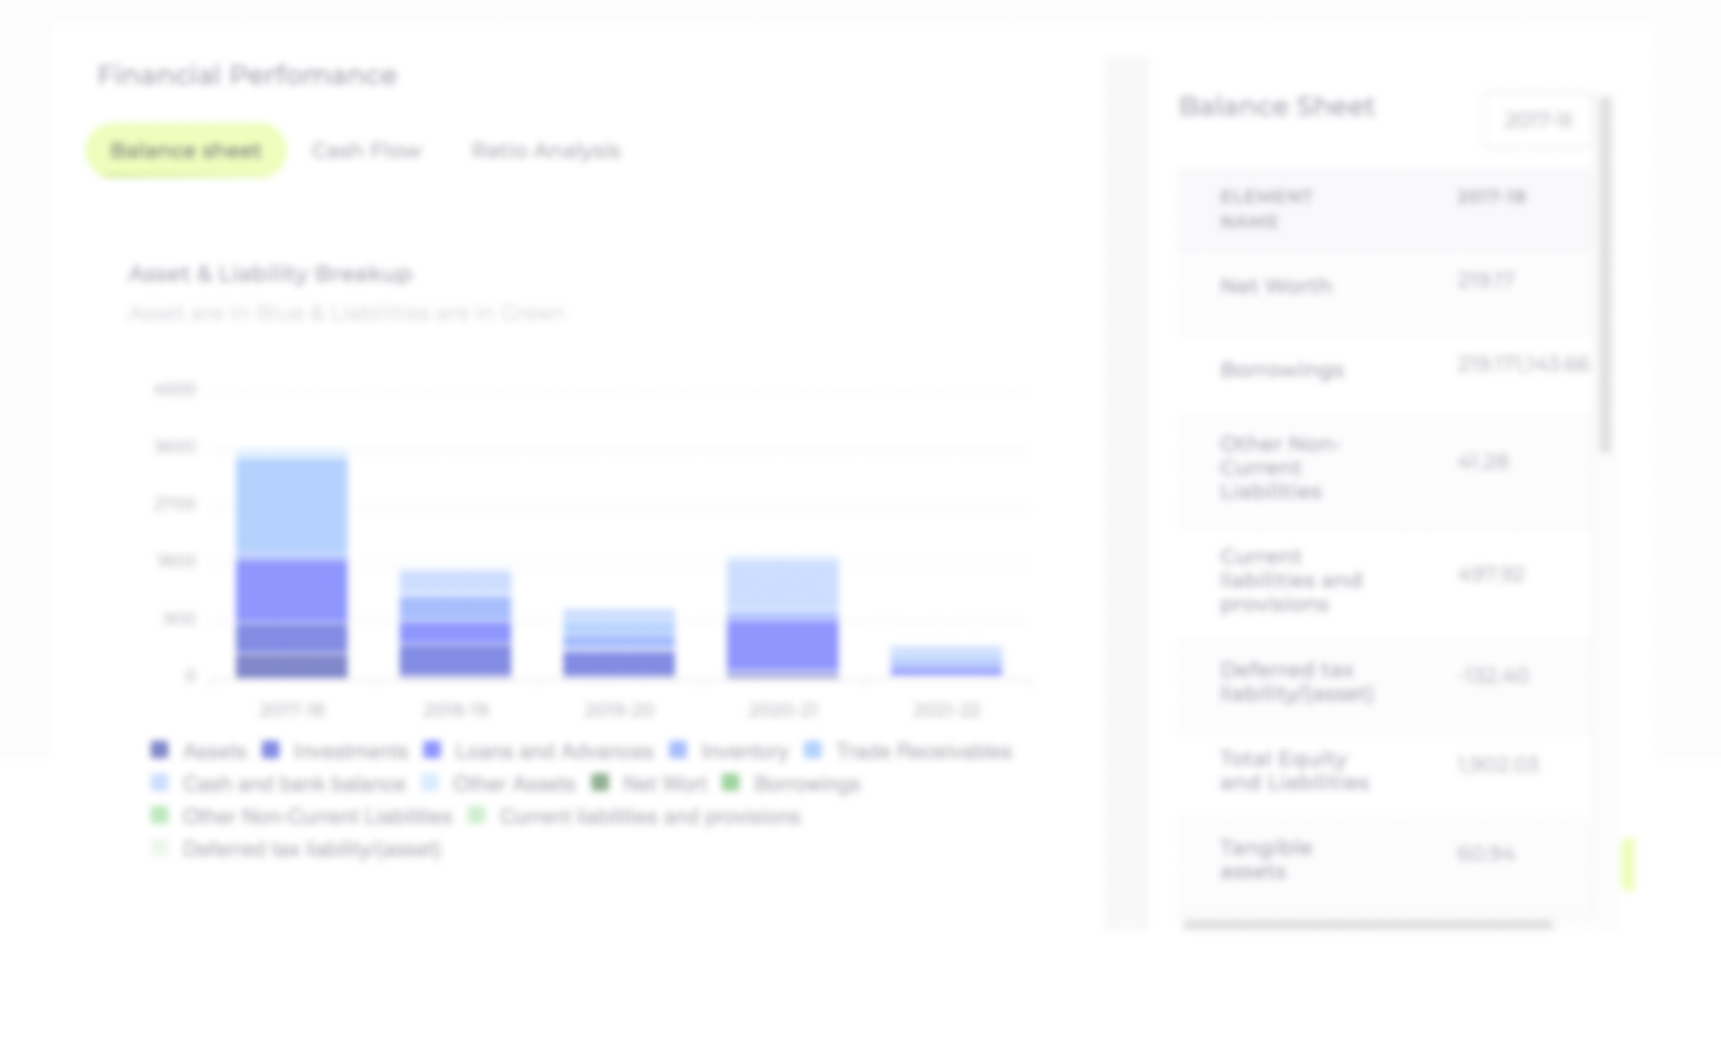 Financial Perfomance
Balance sheet Cash Flow Ratio Analysis
Asset & Liability Breakup
Asset are in Blue & Liabilities are in Green
4500
3600
2700
1800
900
0
2017-18 2018-19 2019-20 2020-21 2021-22
Assets Investments Loans and Advances Inventory Trade Receivables
Cash and bank balance Other Assets Net Wort Borrowings
Other Non-Current Liabilities Current liabilities and provisions
Deferred tax liability/(asset)
Balance Sheet
2017-18
ELEMENT
NAME
2017-18
Net Worth 219.17
Borrowings 219.171,143.66
Other Non-
Current
Liabilities
41.28
Current
liabilities and
provisions
497.92
Deferred tax
liability/(asset)
-132.40
Total Equity
and Liabilities
1,902.03
Tangible
assets
60.94